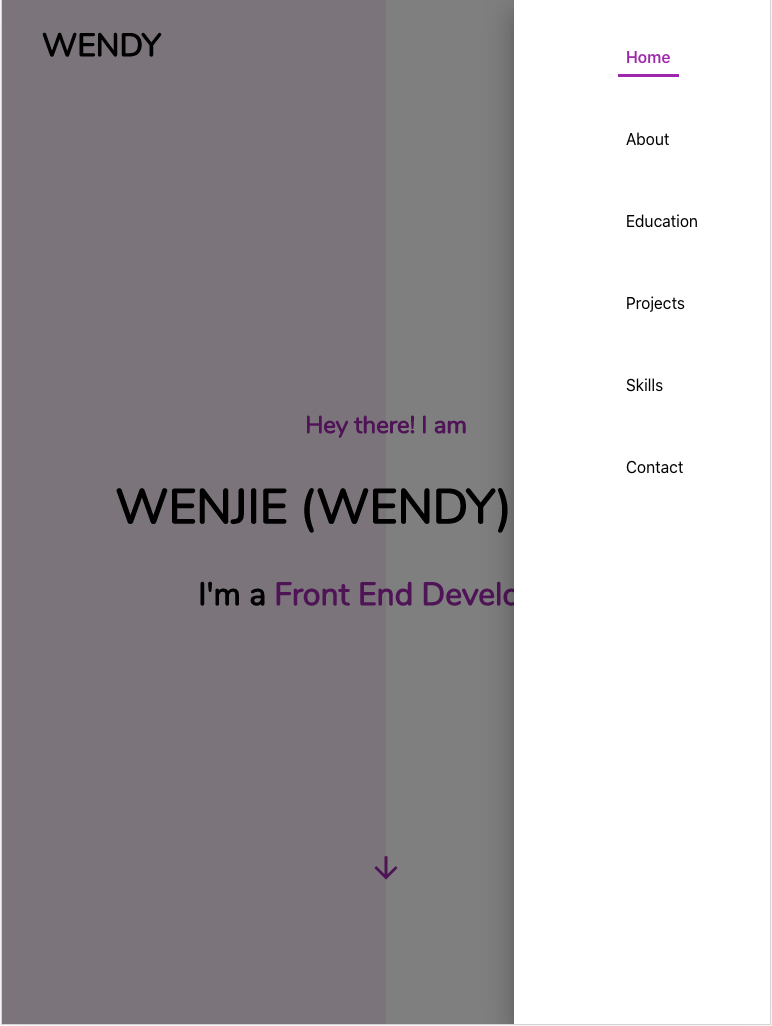 WENDY
Home
About
Education
Projects
Skills
Contact
Hey there! I am
WENJIE (WENDY)
I'm a Front End Develo